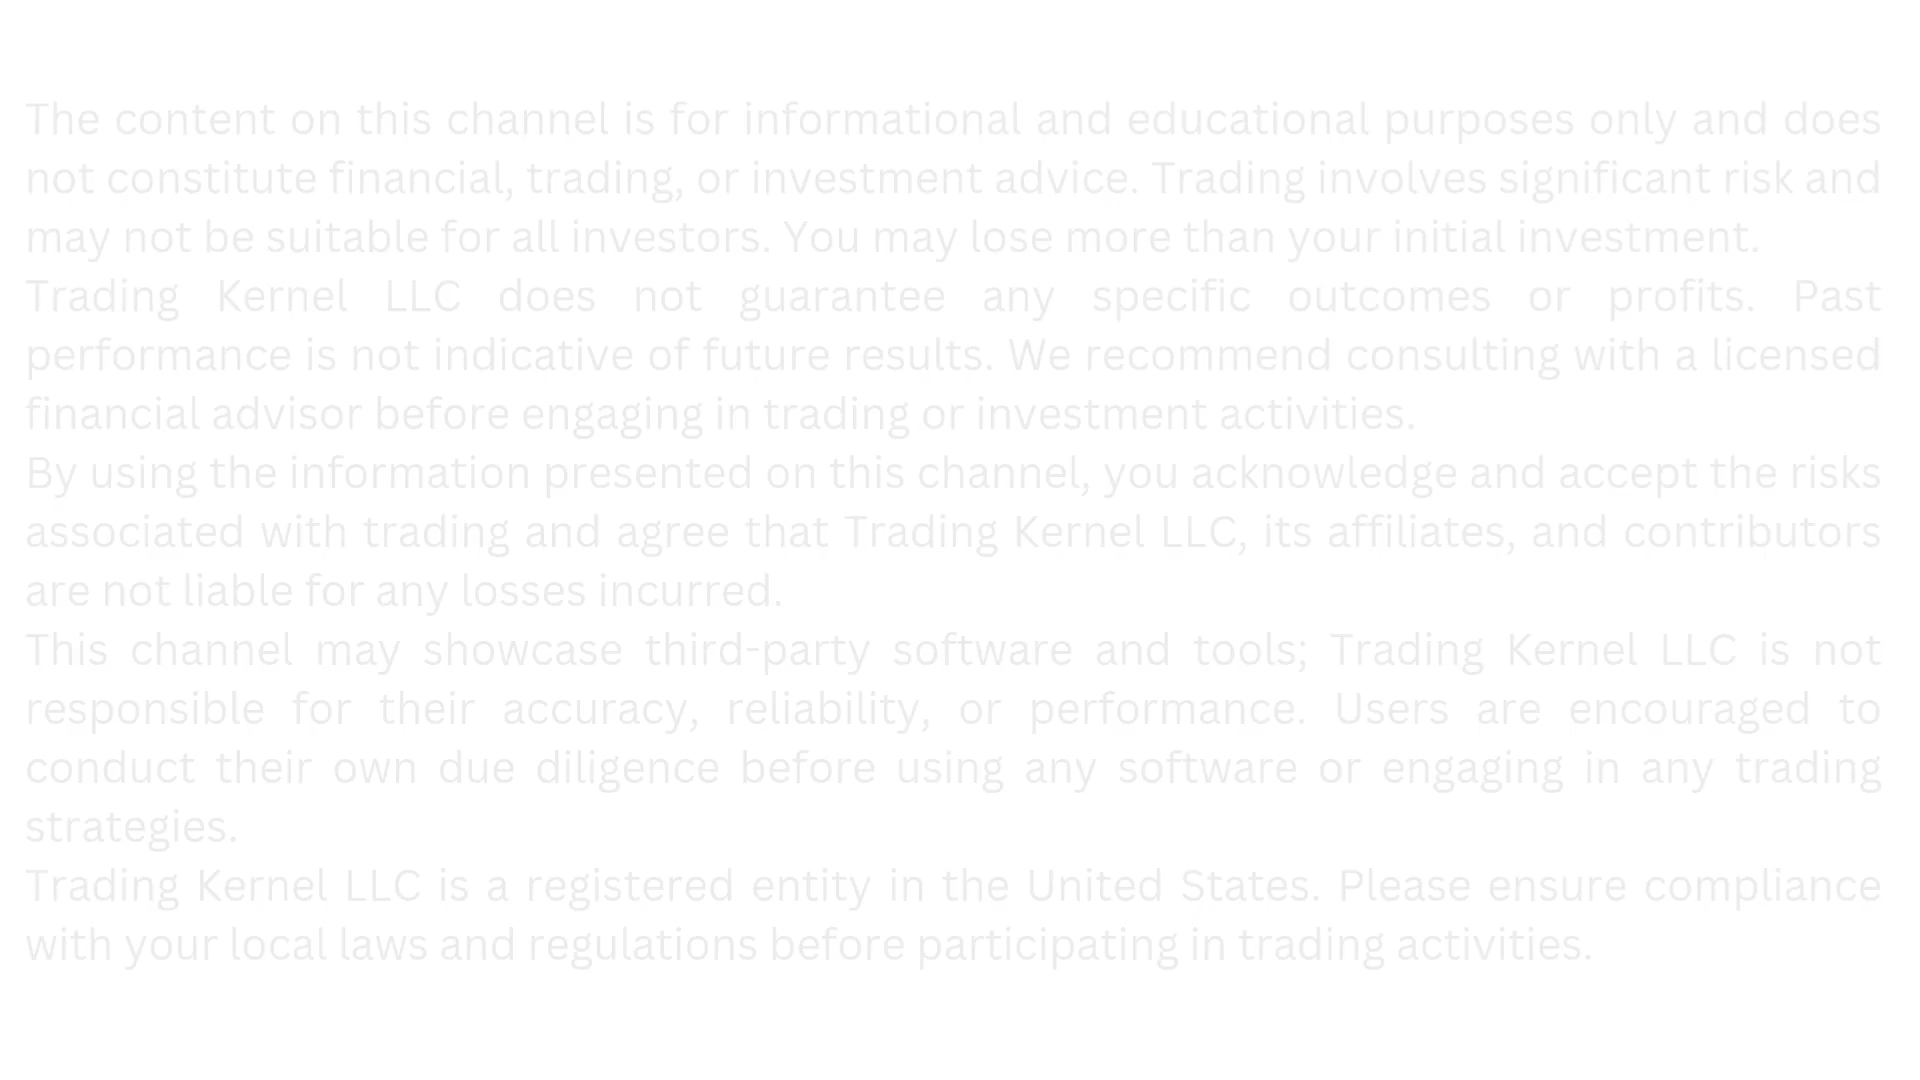 The content on this channel is for informational and educational purposes only and does
not constitute financial, trading, or investment advice. Trading involves significant risk and
may not be suitable for all investors. You may lose more than your initial investment.
Trading Kernel LLC does not guarantee any specific outcomes or profits. Past
performance is not indicative of future results. We recommend consulting with a licensed
financial advisor before engaging in trading or investment activities.
By using the information presented on this channel, you acknowledge and accept the risks
associated with trading and agree that Trading Kernel LLC, its affiliates, and contributors
are not liable for any losses incurred.
This channel may showcase third-party software and tools; Trading Kernel LLC is not
responsible for their accuracy, reliability, or performance. Users are encouraged to
conduct their own due diligence before using any software or engaging in any trading
strategies.
Trading Kernel LLC is a registered entity in the United States. Please ensure compliance
with your local laws and regulations before participating in trading activities.